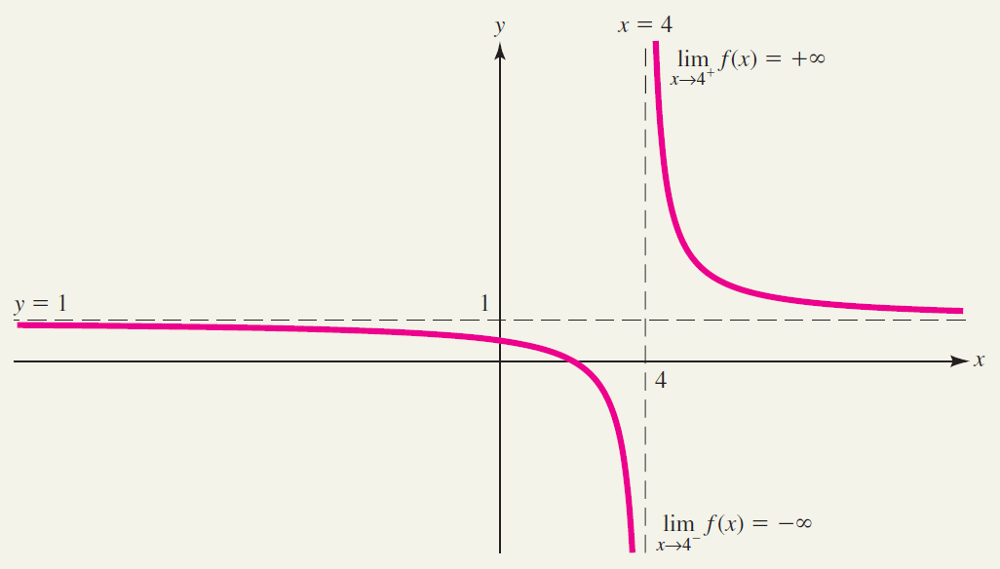 y
x = 4
lim f(x) = +∞
x→4⁺
y = 1
1
x
4
lim f(x) = −∞
x→4⁻